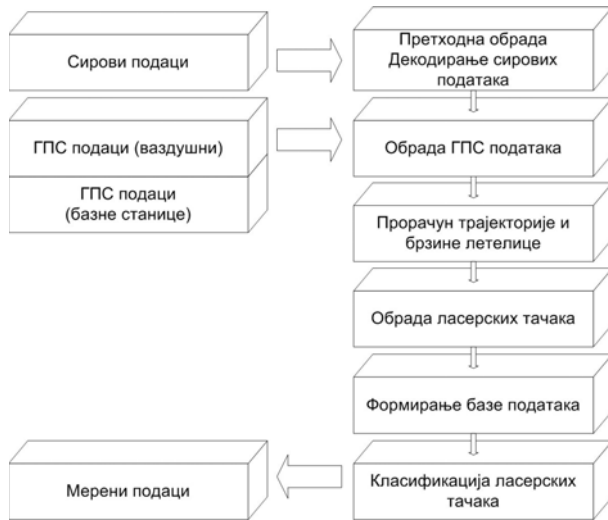 Сирови подаци
Претходна обрада
Декодирање сирових
података
ГПС подаци (ваздушни)
Обрада ГПС података
ГПС подаци
(базне станице)
Прорачун трајекторије и
брзине летелице
Обрада ласерских тачака
Формирање базе података
Мерени подаци
Класификација ласерских
тачака